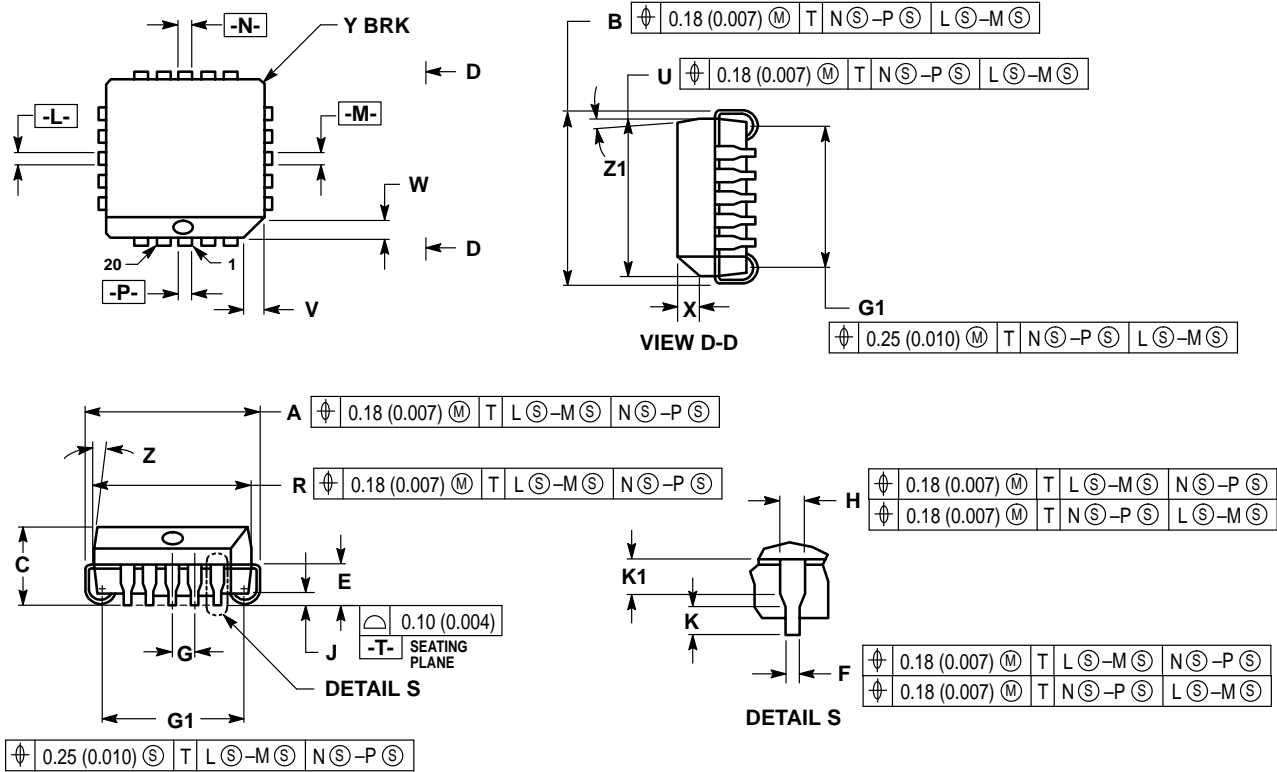 -N-
Y BRK
D
-L-
-M-
W
D
20
1
-P-
V
B ⌖ 0.18 (0.007) Ⓜ T N Ⓢ –P Ⓢ L Ⓢ –M Ⓢ
U ⌖ 0.18 (0.007) Ⓜ T N Ⓢ –P Ⓢ L Ⓢ –M Ⓢ
Z1
X
G1
VIEW D-D
⌖ 0.25 (0.010) Ⓜ T N Ⓢ –P Ⓢ L Ⓢ –M Ⓢ
A ⌖ 0.18 (0.007) Ⓜ T L Ⓢ –M Ⓢ N Ⓢ –P Ⓢ
Z
R ⌖ 0.18 (0.007) Ⓜ T L Ⓢ –M Ⓢ N Ⓢ –P Ⓢ
C
E
⌓ 0.10 (0.004)
J
-T- SEATING
PLANE
G
DETAIL S
G1
⌖ 0.25 (0.010) Ⓢ T L Ⓢ –M Ⓢ N Ⓢ –P Ⓢ
H ⌖ 0.18 (0.007) Ⓜ T L Ⓢ –M Ⓢ N Ⓢ –P Ⓢ
⌖ 0.18 (0.007) Ⓜ T N Ⓢ –P Ⓢ L Ⓢ –M Ⓢ
K1
K
F ⌖ 0.18 (0.007) Ⓜ T L Ⓢ –M Ⓢ N Ⓢ –P Ⓢ
⌖ 0.18 (0.007) Ⓜ T N Ⓢ –P Ⓢ L Ⓢ –M Ⓢ
DETAIL S